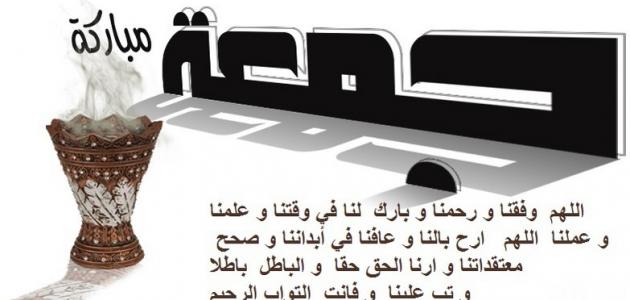 جمعة
مباركة
اللهم وفقنا و رحمنا و بارك لنا في وقتنا و علمنا
و عملنا اللهم ارح بالنا و عافنا في أبداننا و صحح
معتقداتنا و ارنا الحق حقا و الباطل باطلا
و تب علينا و فانت التواب الرحيم